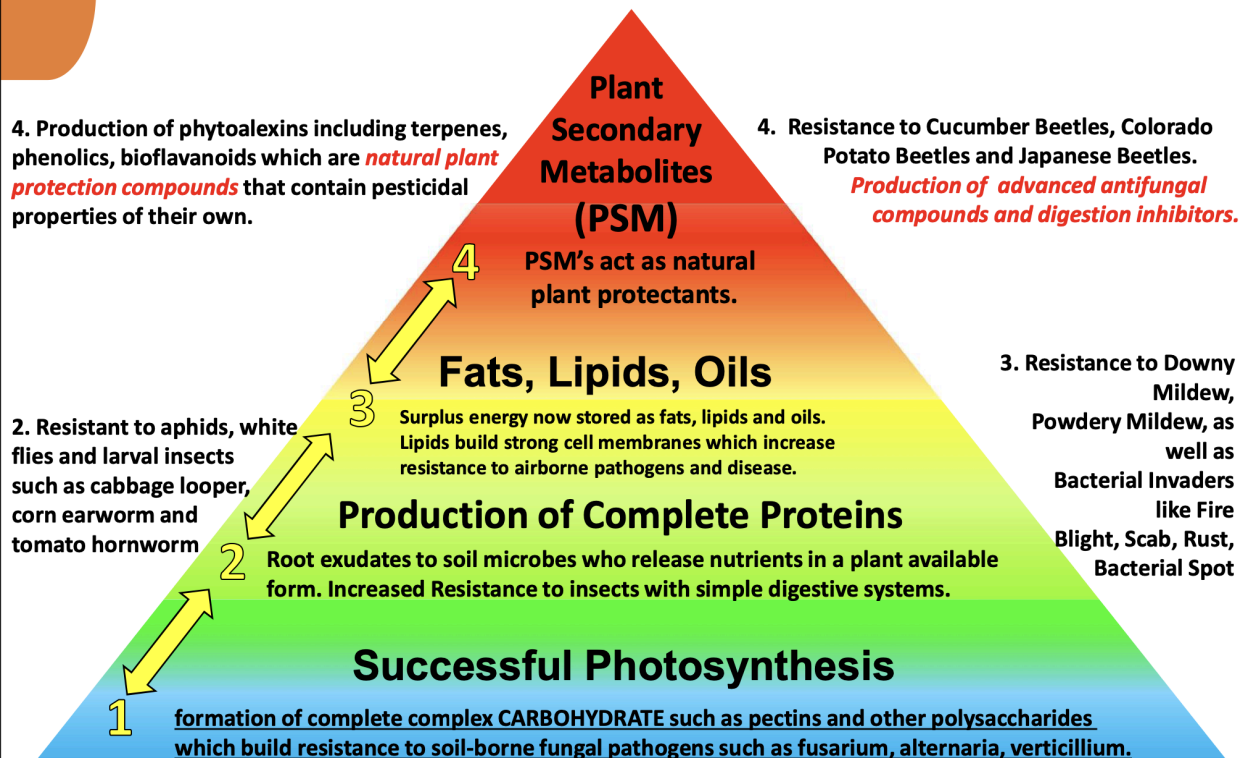 Plant
Secondary
Metabolites
(PSM)
PSM's act as natural
plant protectants.
4. Production of phytoalexins including terpenes,
phenolics, bioflavanoids which are natural plant
protection compounds that contain pesticidal
properties of their own.
4. Resistance to Cucumber Beetles, Colorado
Potato Beetles and Japanese Beetles.
Production of advanced antifungal
compounds and digestion inhibitors.
4
Fats, Lipids, Oils
3
Surplus energy now stored as fats, lipids and oils.
Lipids build strong cell membranes which increase
resistance to airborne pathogens and disease.
3. Resistance to Downy
Mildew,
Powdery Mildew, as
well as
Bacterial Invaders
like Fire
Blight, Scab, Rust,
Bacterial Spot
2. Resistant to aphids, white
flies and larval insects
such as cabbage looper,
corn earworm and
tomato hornworm
Production of Complete Proteins
2
Root exudates to soil microbes who release nutrients in a plant available
form. Increased Resistance to insects with simple digestive systems.
Successful Photosynthesis
1
formation of complete complex CARBOHYDRATE such as pectins and other polysaccharides
which build resistance to soil-borne fungal pathogens such as fusarium, alternaria, verticillium.